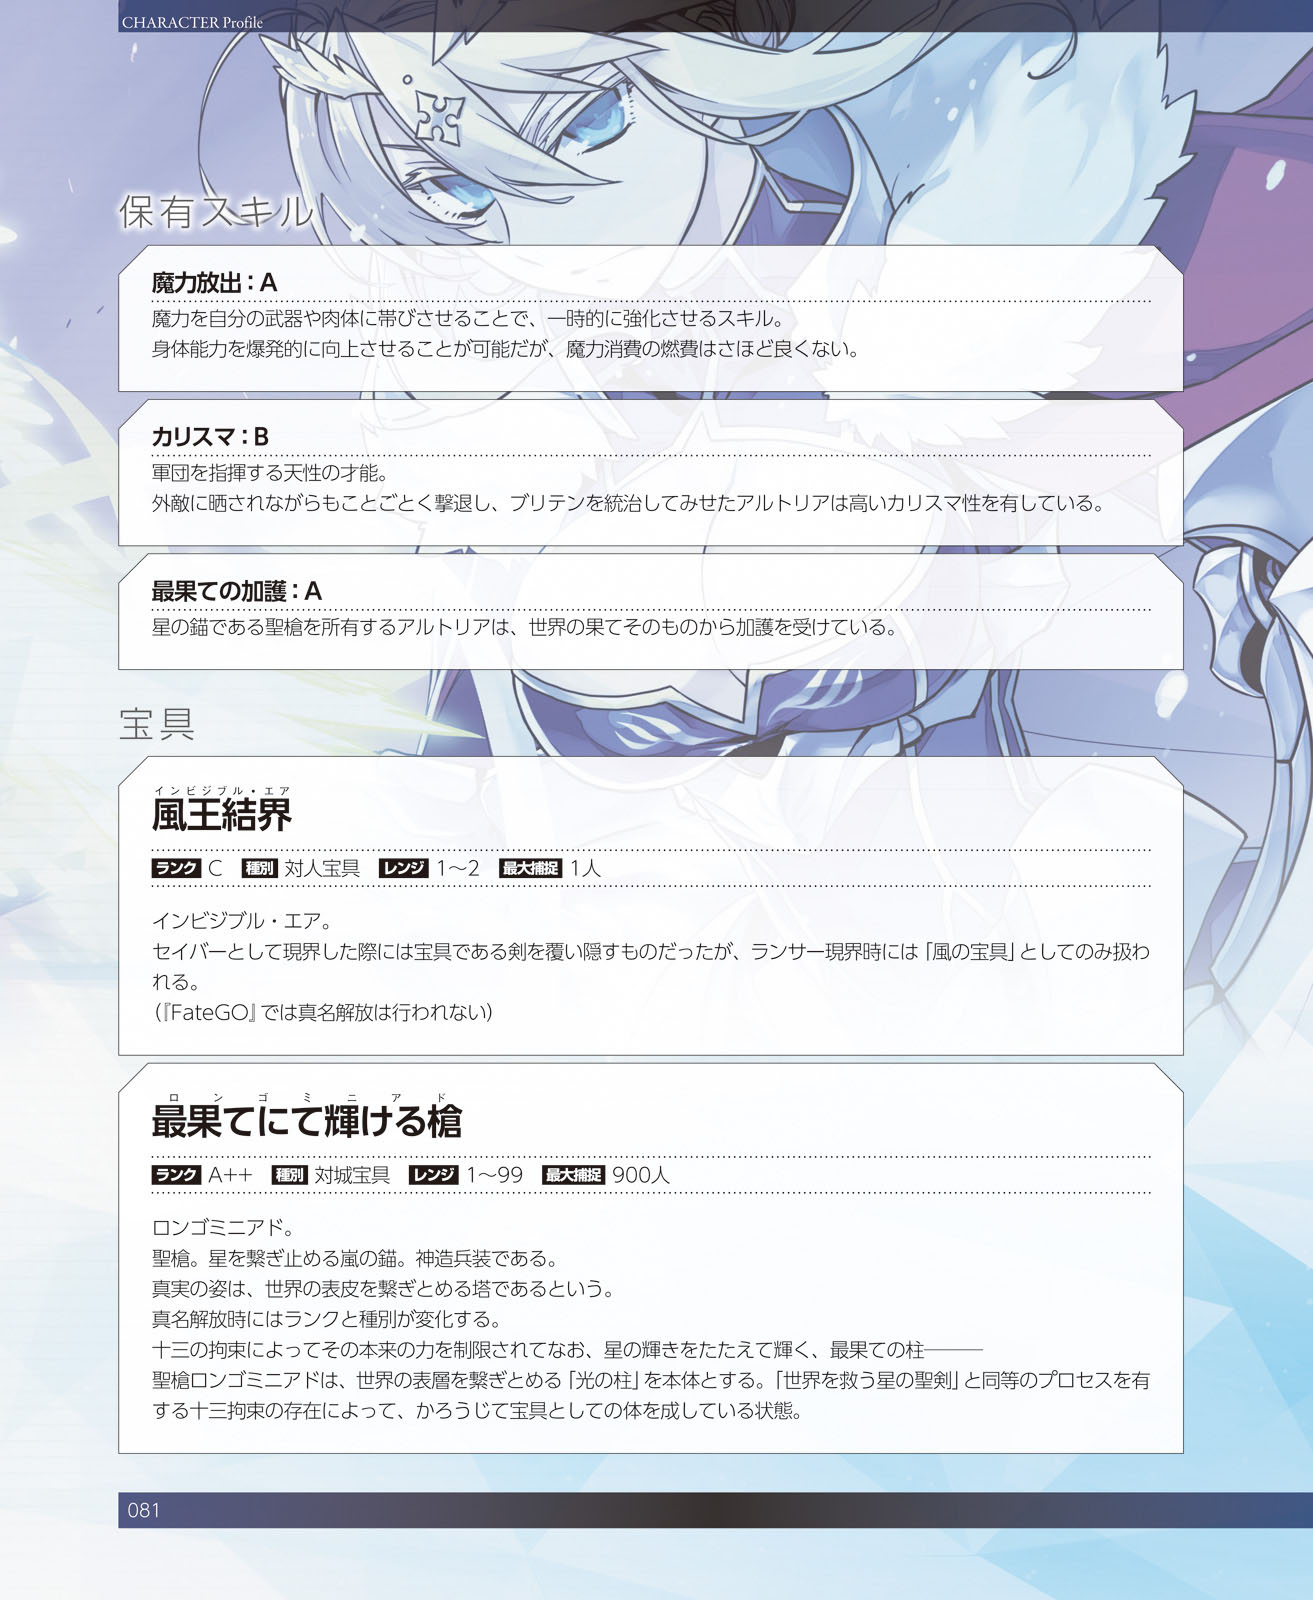 CHARACTER Profile
保有スキル
魔力放出：A
魔力を自分の武器や肉体に帯びさせることで、一時的に強化させるスキル。
身体能力を爆発的に向上させることが可能だが、魔力消費の燃費はさほど良くない。
カリスマ：B
軍団を指揮する天性の才能。
外敵に晒されながらもことごとく撃退し、ブリテンを統治してみせたアルトリアは高いカリスマ性を有している。
最果ての加護：A
星の錨である聖槍を所有するアルトリアは、世界の果てそのものから加護を受けている。
宝具
インビジブル・エア
風王結界
ランク C 種別 対人宝具 レンジ 1～2 最大捕捉 1人
インビジブル・エア。
セイバーとして現界した際には宝具である剣を覆い隠すものだったが、ランサー現界時には「風の宝具」としてのみ扱わ
れる。
（『FateGO』では真名解放は行われない）
ロンゴミニアド
最果てにて輝ける槍
ランク A++ 種別 対城宝具 レンジ 1～99 最大捕捉 900人
ロンゴミニアド。
聖槍。星を繋ぎ止める嵐の錨。神造兵装である。
真実の姿は、世界の表皮を繋ぎとめる塔であるという。
真名解放時にはランクと種別が変化する。
十三の拘束によってその本来の力を制限されてなお、星の輝きをたたえて輝く、最果ての柱―――
聖槍ロンゴミニアドは、世界の表層を繋ぎとめる「光の柱」を本体とする。「世界を救う星の聖剣」と同等のプロセスを有
する十三拘束の存在によって、かろうじて宝具としての体を成している状態。
081